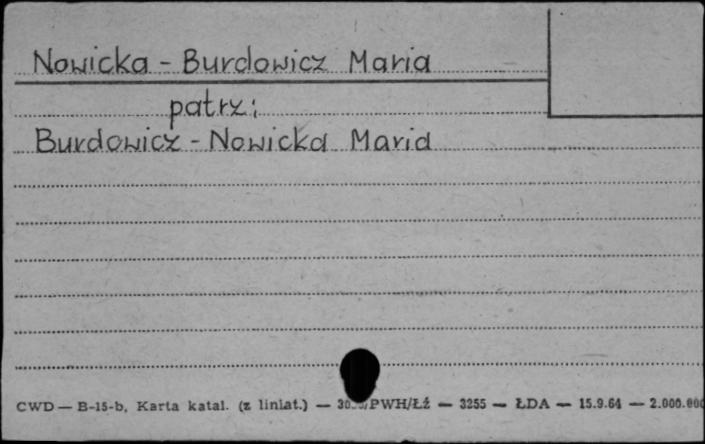 Nowicka - Burdowicz Maria
patrz:
Burdowicz - Nowicka Maria
CWD — B-15-b, Karta katal. (z liniat.) — /PWH/ŁŻ — 3255 — ŁDA — 15.9.64 — 2.000.000